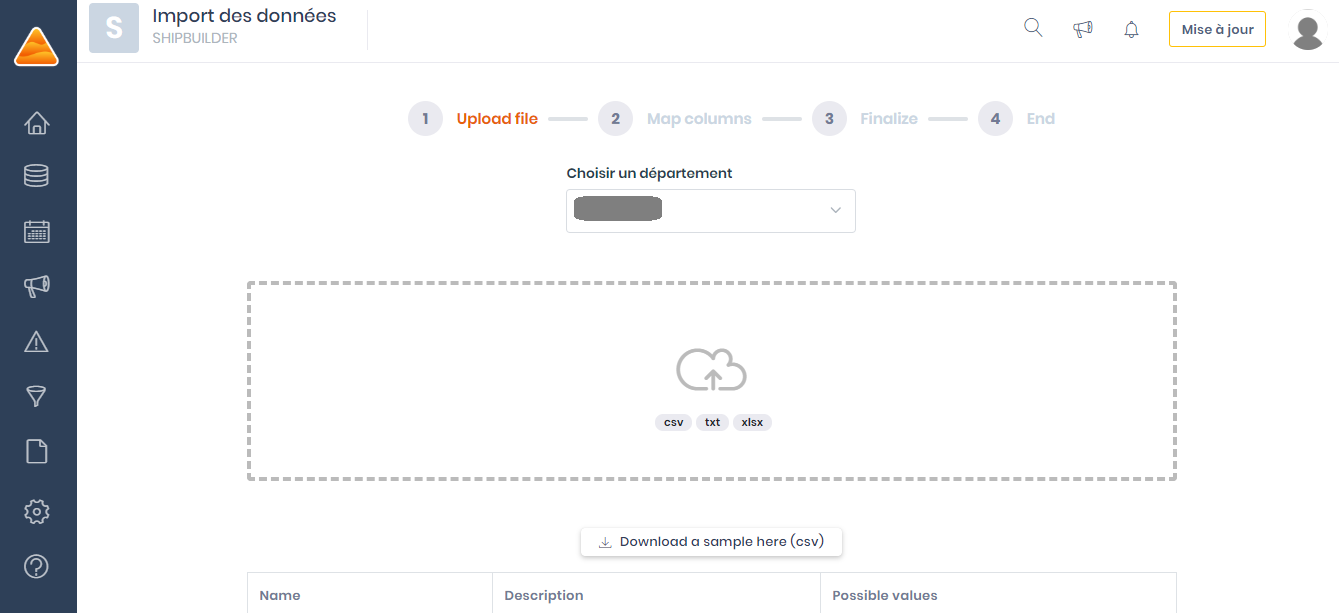 S
Import des données
SHIPBUILDER
Mise à jour
1 Upload file 2 Map columns 3 Finalize 4 End
Choisir un département
csv txt xlsx
Download a sample here (csv)
Name Description Possible values